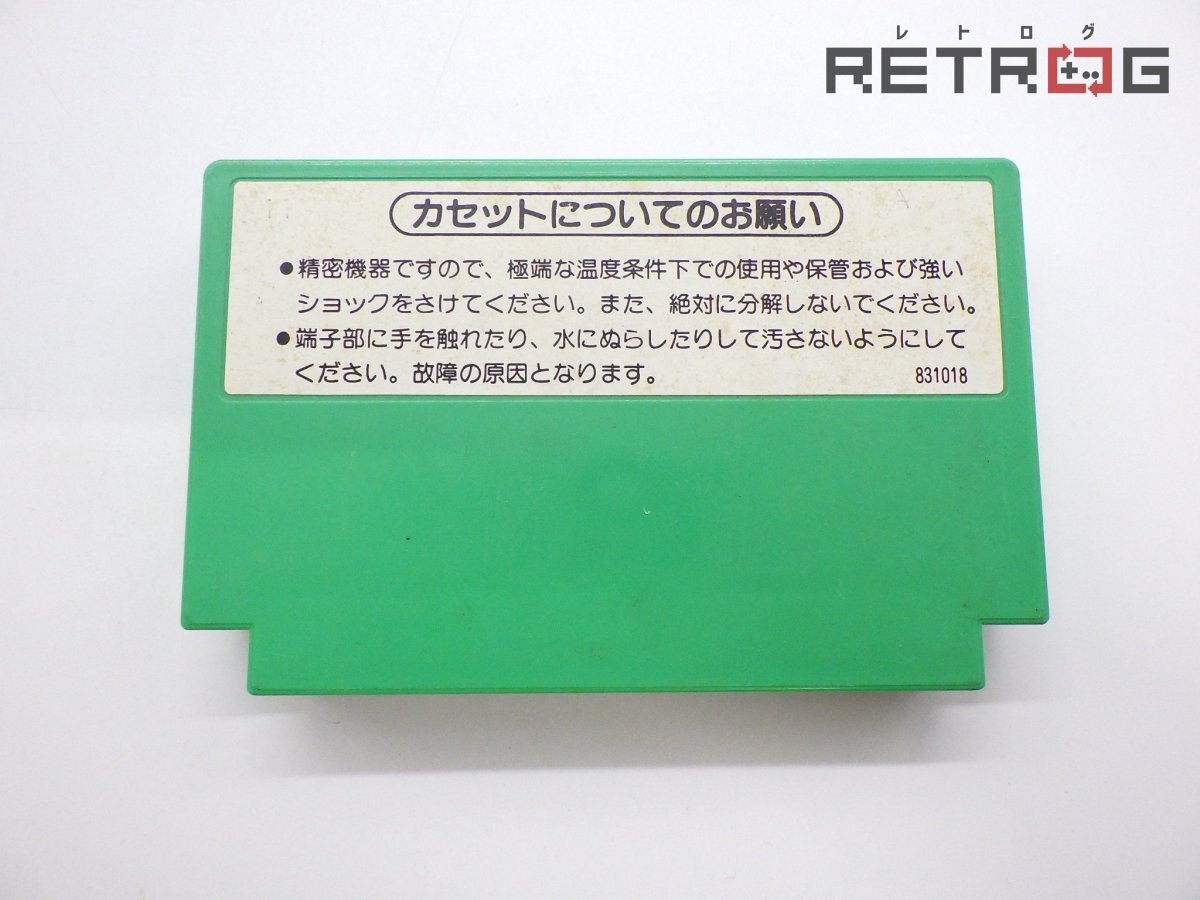 レトログ
RETROG
カセットについてのお願い
A
●精密機器ですので、極端な温度条件下での使用や保管および強い
ショックをさけてください。また、絶対に分解しないでください。
●端子部に手を触れたり、水にぬらしたりして汚さないようにして
ください。故障の原因となります。
831018